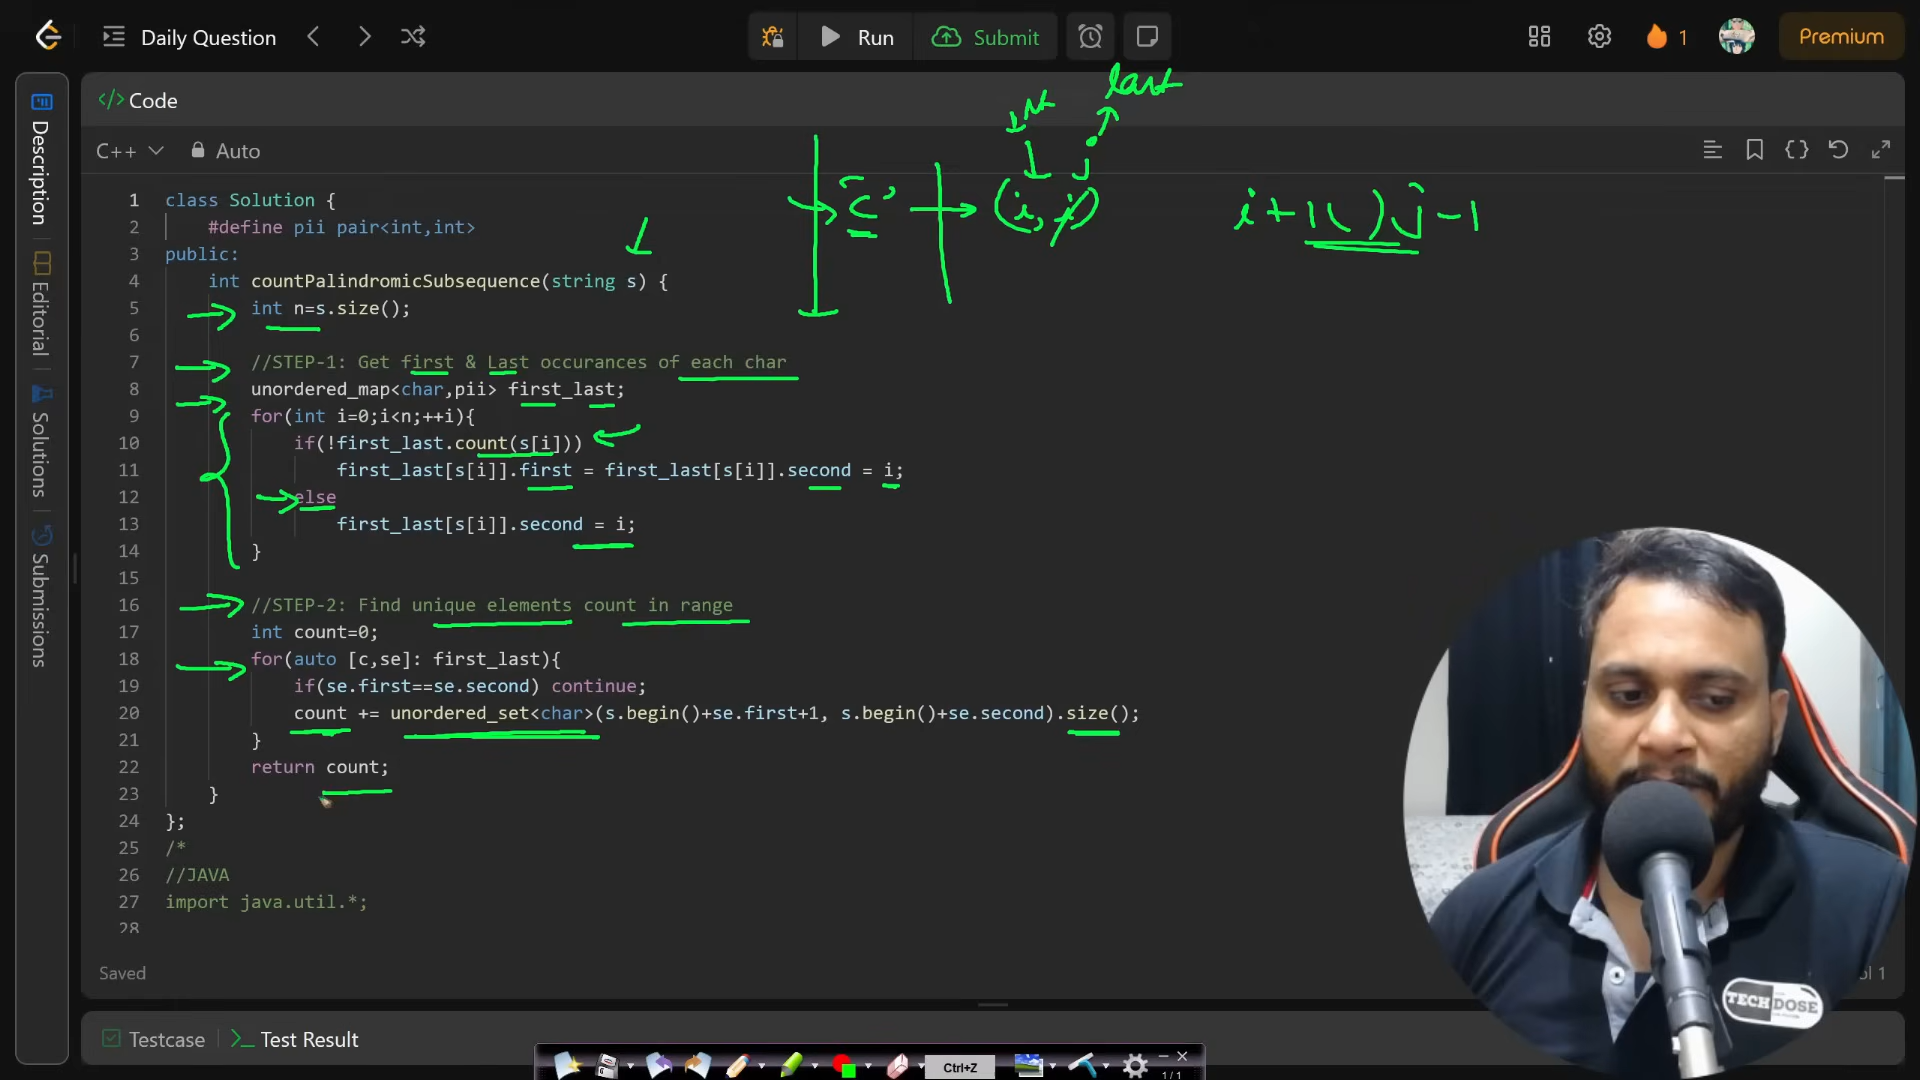 Daily Question
Run
Submit
1
Premium
Description
Editorial
Solutions
Submissions
</> Code
C++
Auto
1st
last
'c'
(i, j)
i+1( )j-1
1 class Solution {
2 #define pii pair<int,int>
3 public:
4 int countPalindromicSubsequence(string s) {
5 int n=s.size();
6
7 //STEP-1: Get first & Last occurances of each char
8 unordered_map<char,pii> first_last;
9 for(int i=0;i<n;++i){
10 if(!first_last.count(s[i]))
11 first_last[s[i]].first = first_last[s[i]].second = i;
12 else
13 first_last[s[i]].second = i;
14 }
15
16 //STEP-2: Find unique elements count in range
17 int count=0;
18 for(auto [c,se]: first_last){
19 if(se.first==se.second) continue;
20 count += unordered_set<char>(s.begin()+se.first+1, s.begin()+se.second).size();
21 }
22 return count;
23 }
24 };
25 /*
26 //JAVA
27 import java.util.*;
28
Saved
ol 1
TECH DOSE
Testcase
Test Result
Ctrl+Z
1/1